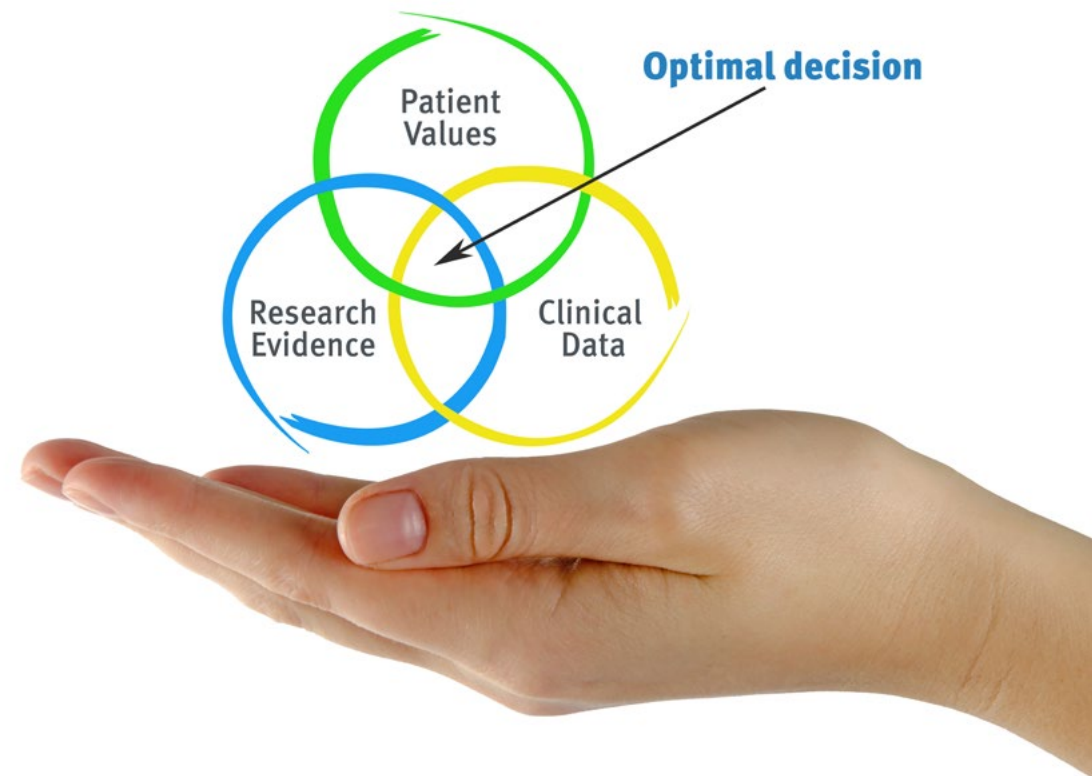 Optimal decision
Patient
Values
Research
Evidence
Clinical
Data